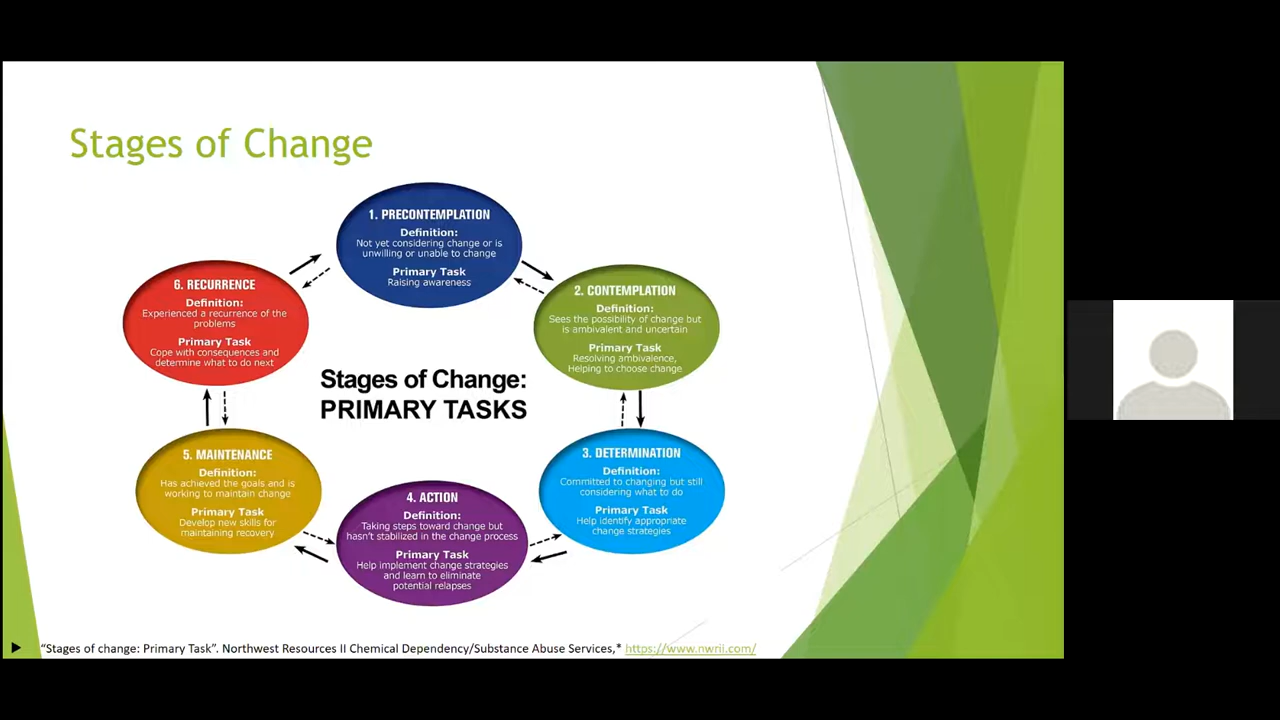 Stages of Change
1. PRECONTEMPLATION
Definition:
Not yet considering change or is
unwilling or unable to change
Primary Task
Raising awareness
2. CONTEMPLATION
Definition:
Sees the possibility of change but
is ambivalent and uncertain
Primary Task
Resolving ambivalence,
Helping to choose change
3. DETERMINATION
Definition:
Committed to changing but still
considering what to do
Primary Task
Help identify appropriate
change strategies
4. ACTION
Definition:
Taking steps toward change but
hasn't stabilized in the change process
Primary Task
Help implement change strategies
and learn to eliminate
potential relapses
5. MAINTENANCE
Definition:
Has achieved the goals and is
working to maintain change
Primary Task
Develop new skills for
maintaining recovery
6. RECURRENCE
Definition:
Experienced a recurrence of the
problems
Primary Task
Cope with consequences and
determine what to do next
Stages of Change:
PRIMARY TASKS
“Stages of change: Primary Task”. Northwest Resources II Chemical Dependency/Substance Abuse Services,* https://www.nwrii.com/